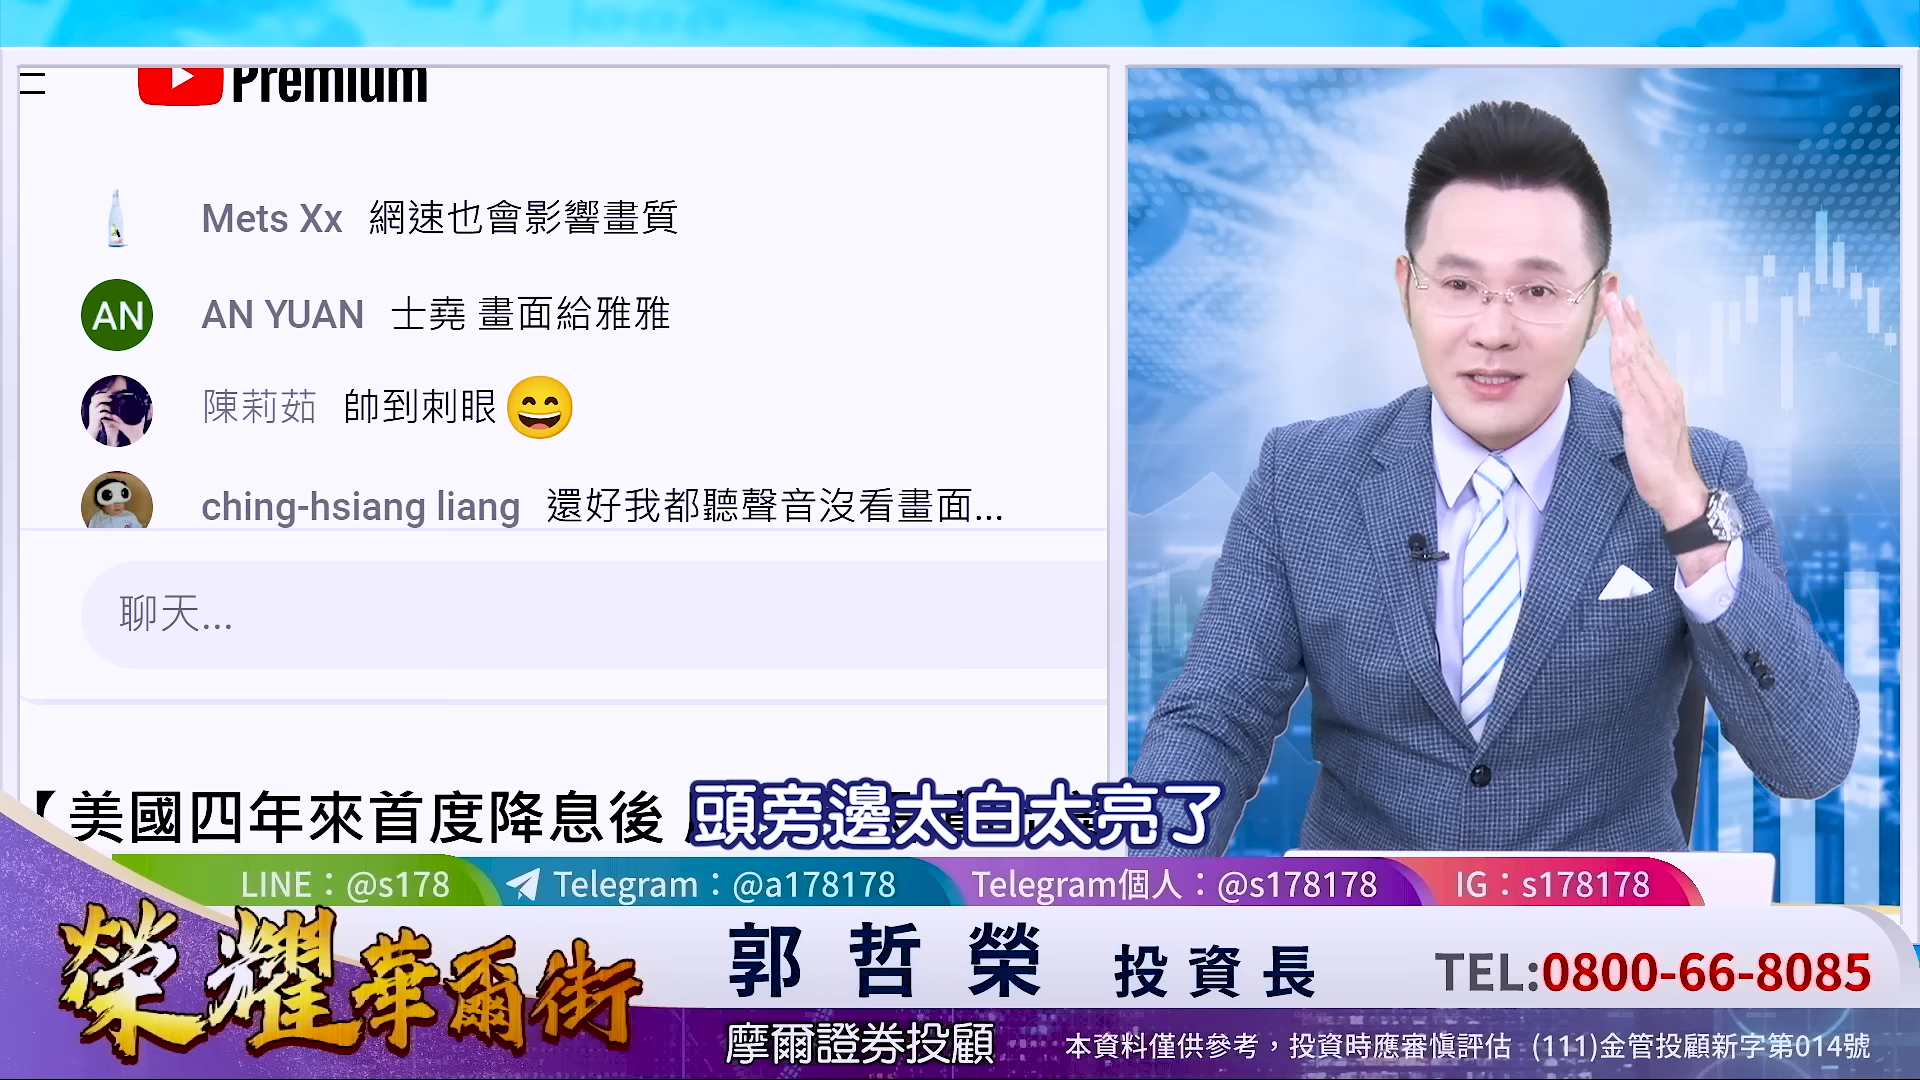 Premium
Mets Xx 網速也會影響畫質
AN
AN YUAN 士堯 畫面給雅雅
陳莉茹 帥到刺眼😄
ching-hsiang liang 還好我都聽聲音沒看畫面...
聊天...
【美國四年來首度降息後
頭旁邊太白太亮了
LINE：@s178
Telegram：@a178178
Telegram個人：@s178178
IG：s178178
榮耀華爾街
郭哲榮 投資長
TEL:0800-66-8085
摩爾證券投顧
本資料僅供參考，投資時應審慎評估 (111)金管投顧新字第014號